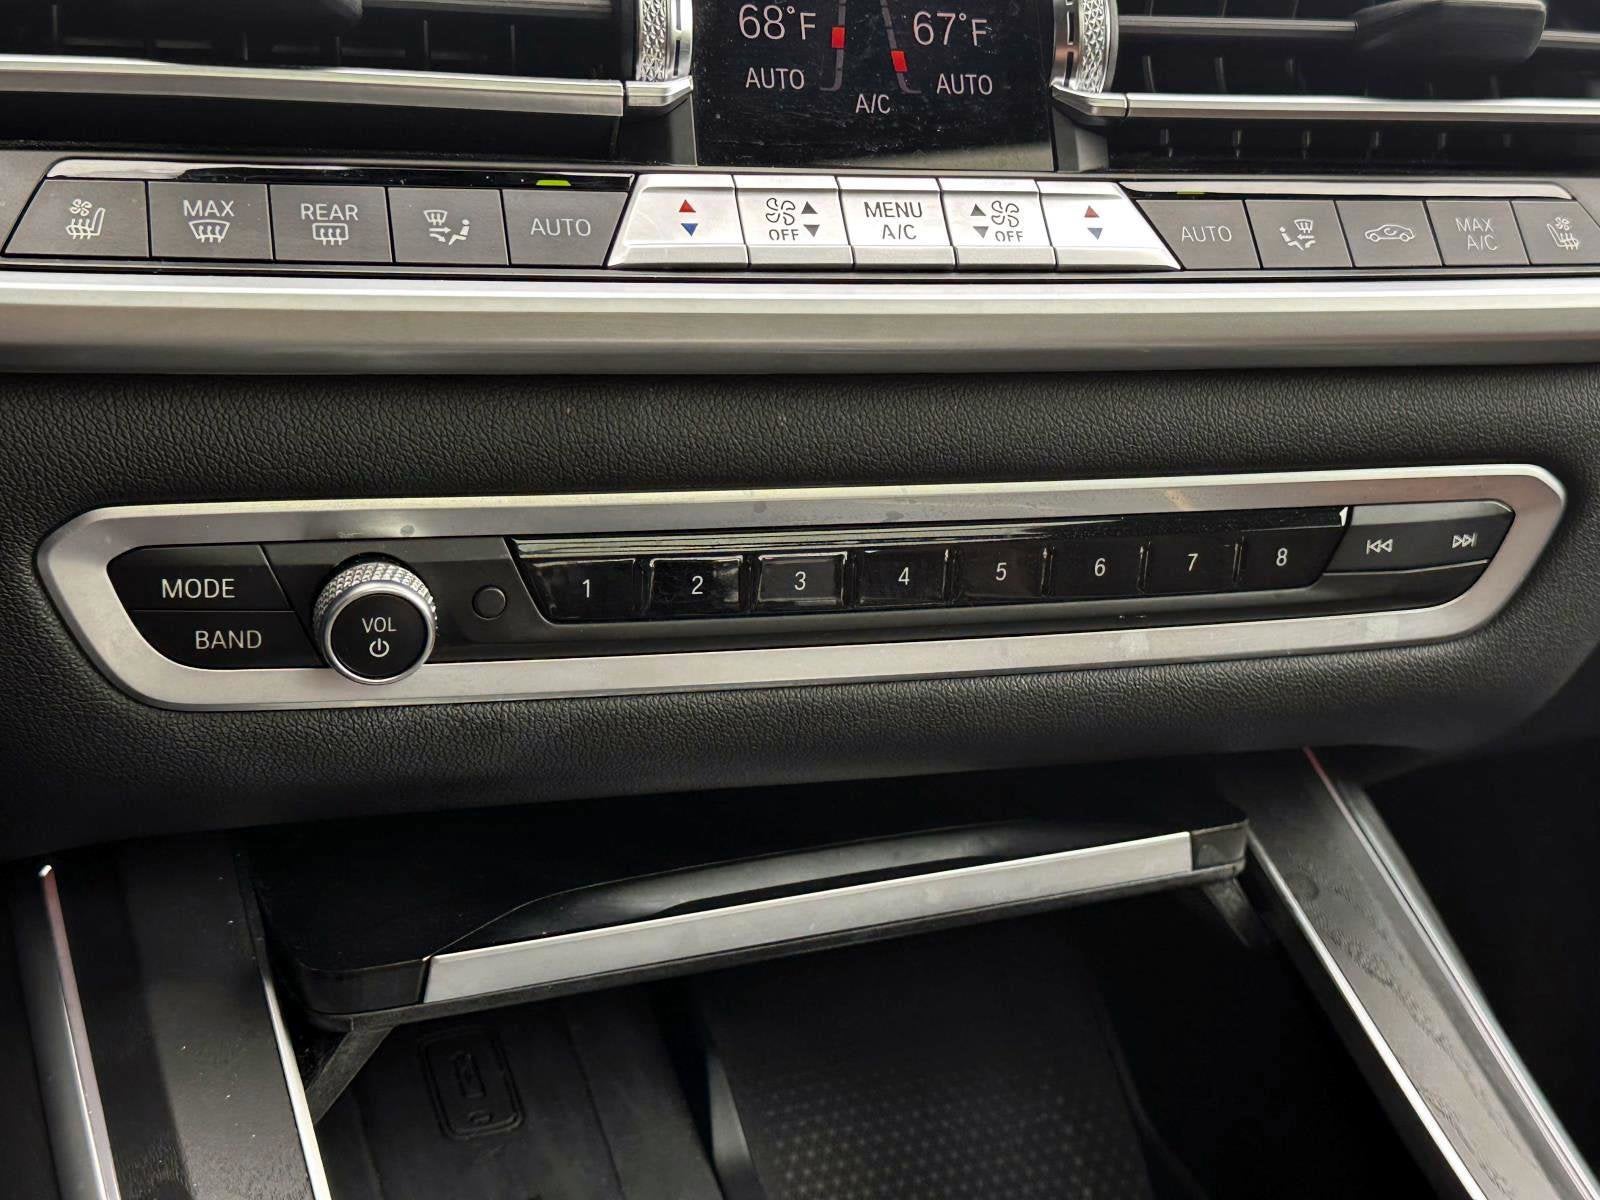 68°F 67°F
AUTO A/C AUTO
MAX REAR AUTO OFF MENU A/C OFF AUTO MAX A/C
MODE VOL 1 2 3 4 5 6 7 8
BAND